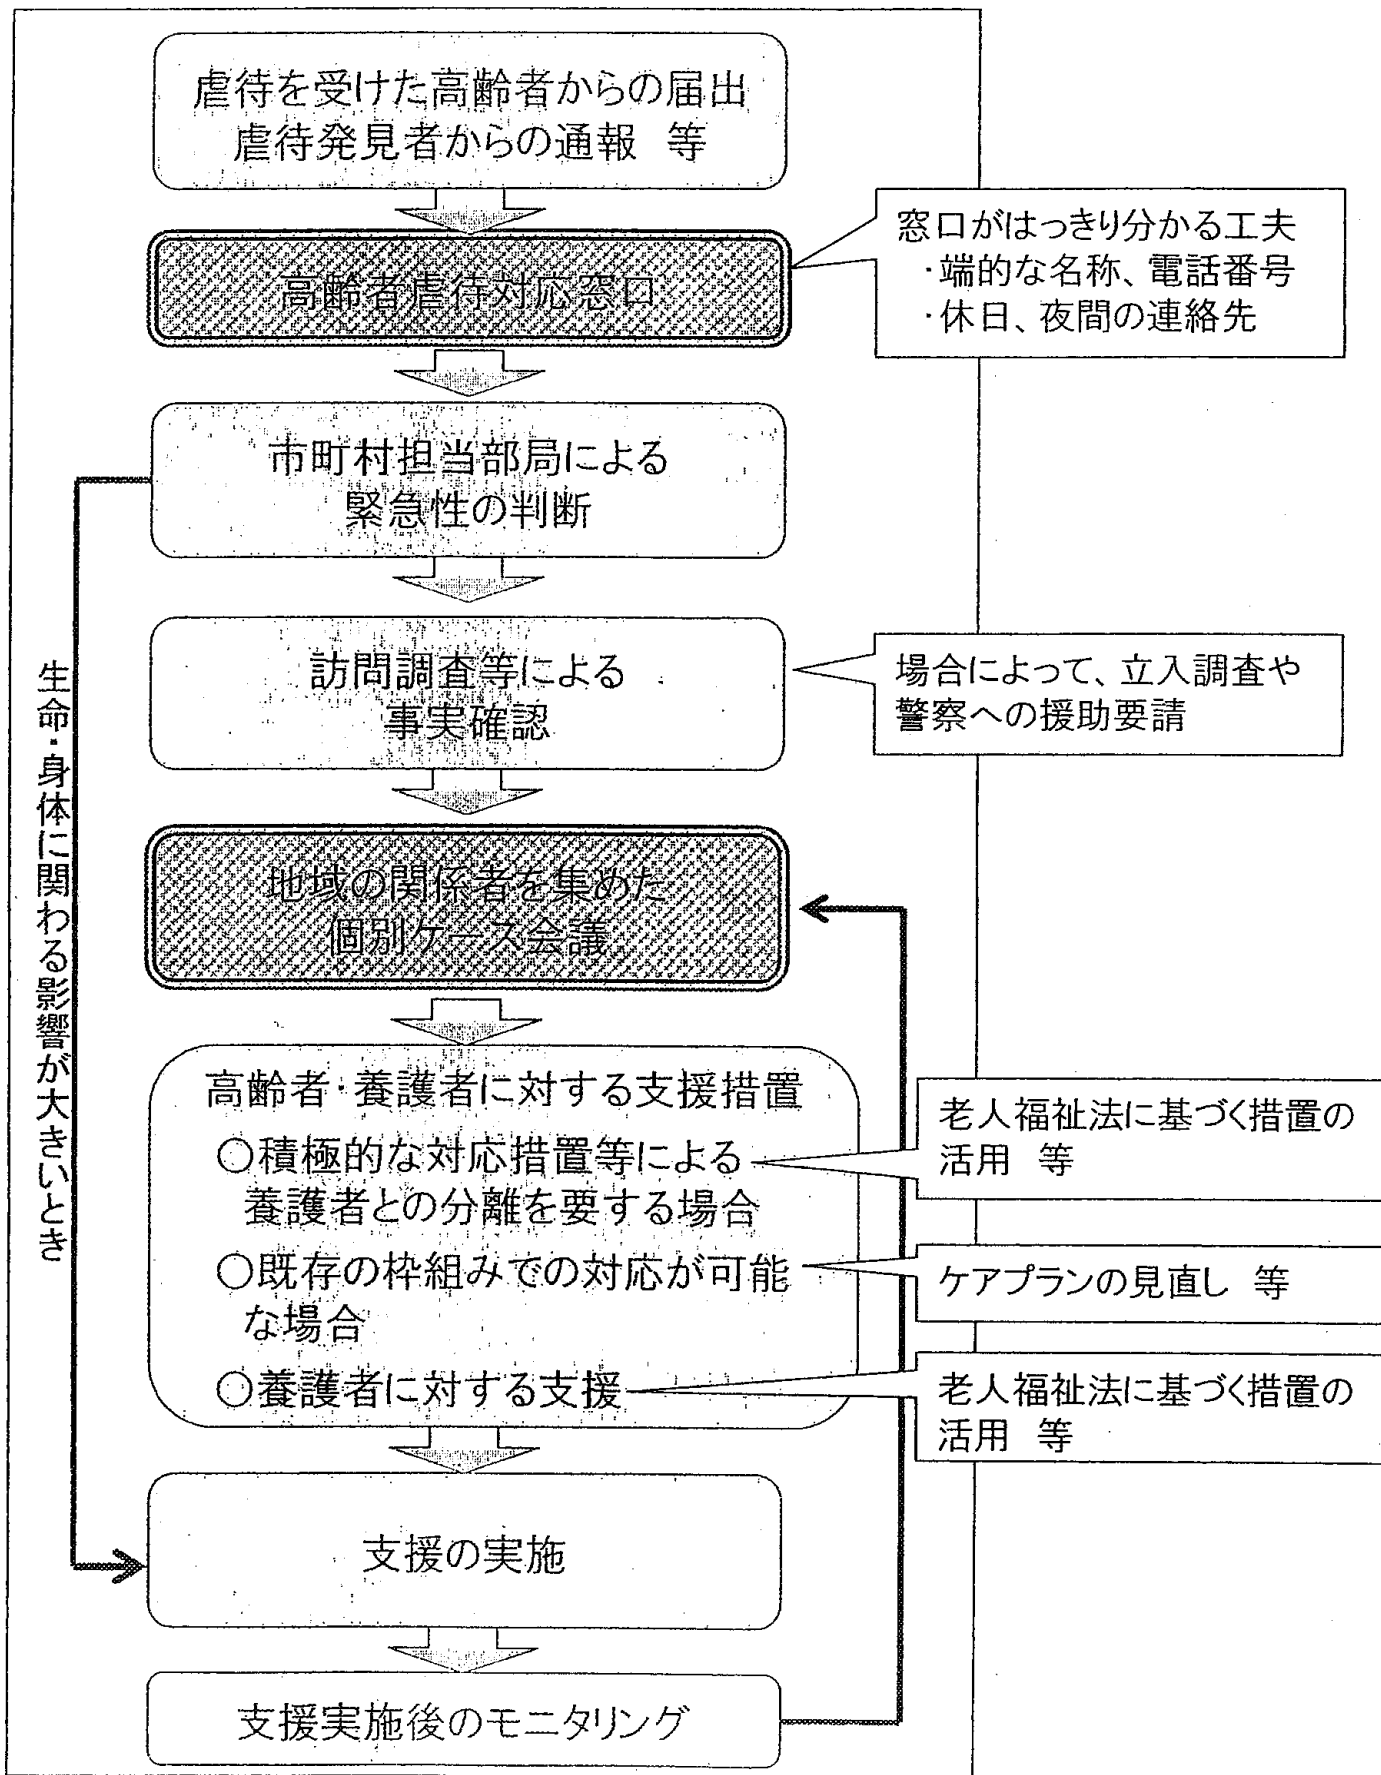 虐待を受けた高齢者からの届出
虐待発見者からの通報 等
高齢者虐待対応窓口
窓口がはっきり分かる工夫
・端的な名称、電話番号
・休日、夜間の連絡先
市町村担当部局による
緊急性の判断
訪問調査等による
事実確認
場合によって、立入調査や
警察への援助要請
生命・身体に関わる影響が大きいとき
地域の関係者を集めた
個別ケース会議
高齢者・養護者に対する支援措置
○積極的な対応措置等による
養護者との分離を要する場合
老人福祉法に基づく措置の
活用 等
○既存の枠組みでの対応が可能
な場合
ケアプランの見直し 等
○養護者に対する支援
老人福祉法に基づく措置の
活用 等
支援の実施
支援実施後のモニタリング